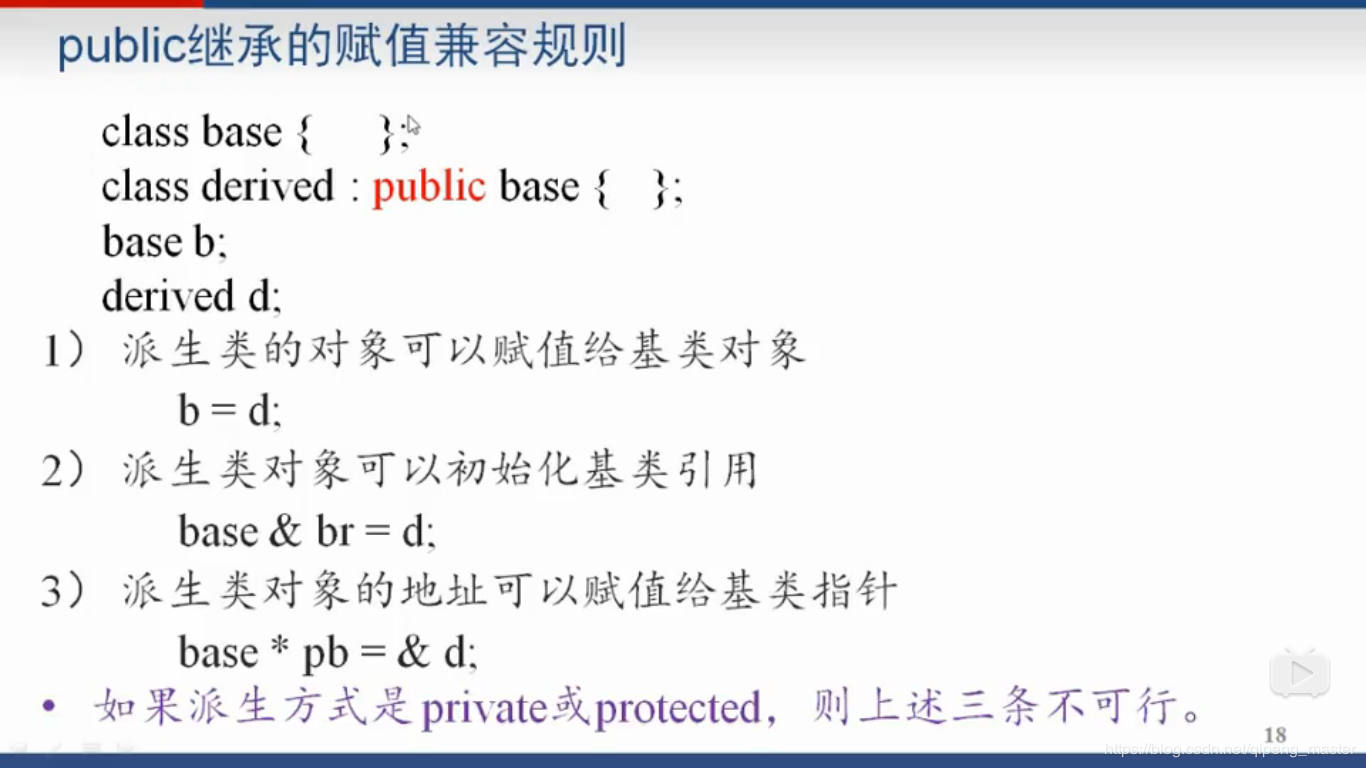 public继承的赋值兼容规则
class base { };
class derived : public base { };
base b;
derived d;
1） 派生类的对象可以赋值给基类对象
b = d;
2） 派生类对象可以初始化基类引用
base & br = d;
3） 派生类对象的地址可以赋值给基类指针
base * pb = & d;
• 如果派生方式是private或protected，则上述三条不可行。
18
https://blog.csdn.net/qipeng_master